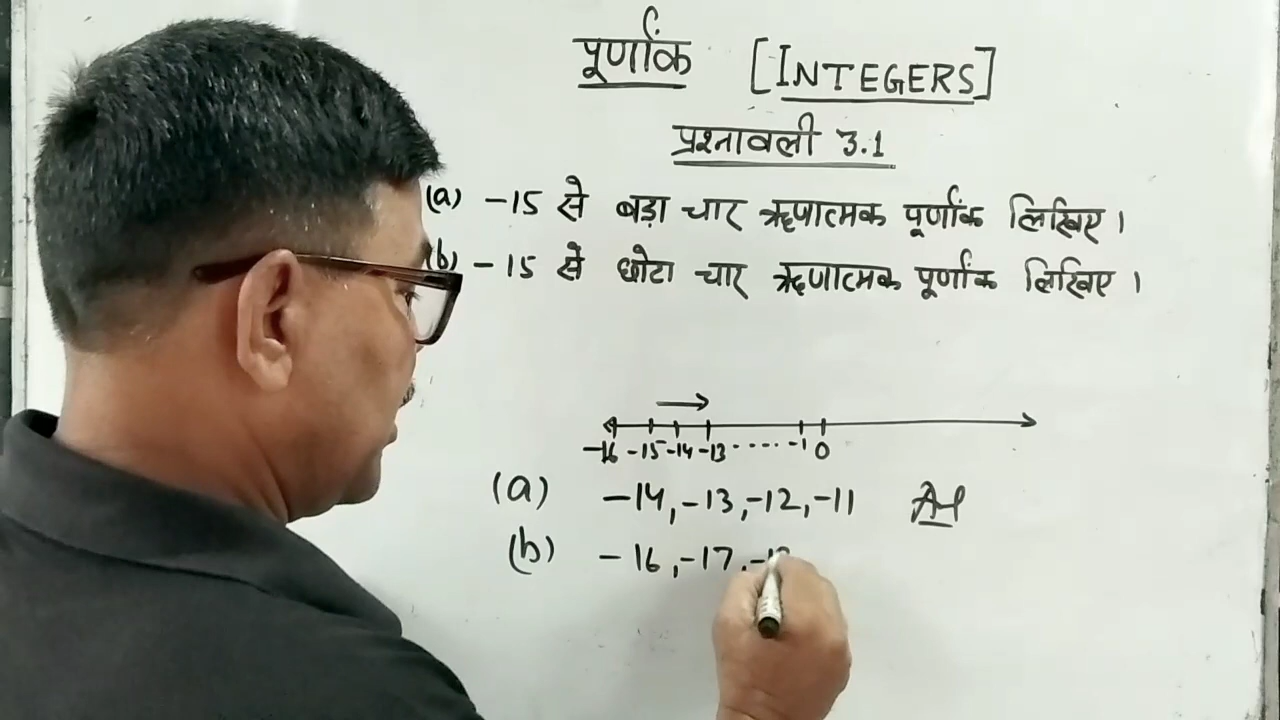 पूर्णांक [INTEGERS]
प्रश्नावली 3.1
(a) -15 से बड़ा चार ऋणात्मक पूर्णांक लिखिए।
(b) -15 से छोटा चार ऋणात्मक पूर्णांक लिखिए।
-16 -15 -14 -13 ..... -1 0
(a) -14, -13, -12, -11
(b) -16, -17,